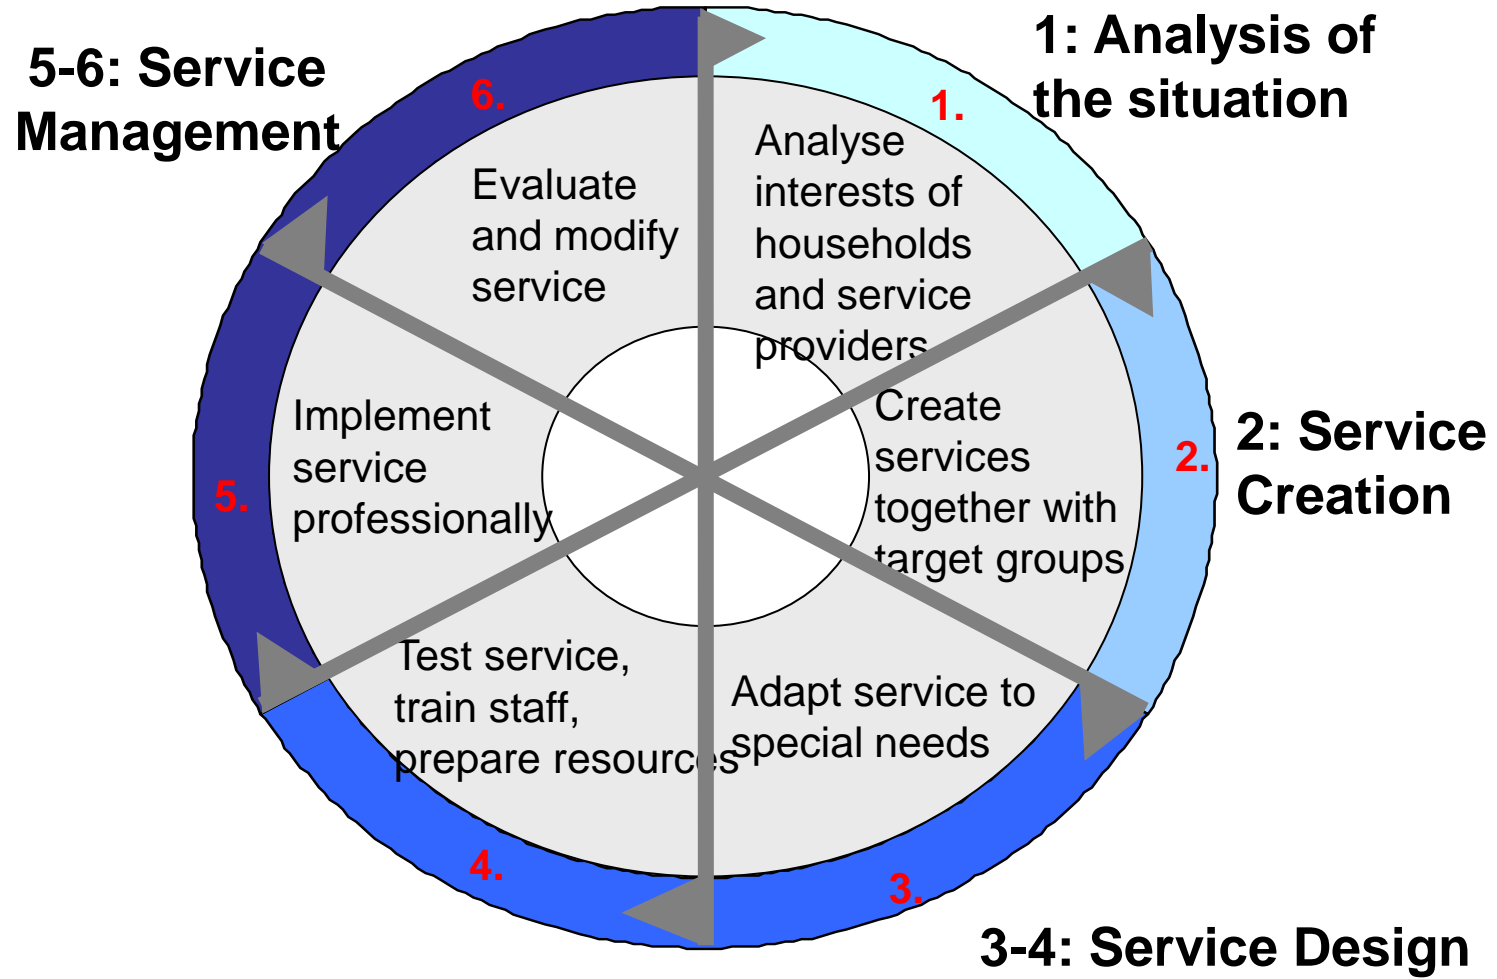 1: Analysis of
the situation
1.
Analyse
interests of
households
and service
providers
2: Service
Creation
2.
Create
services
together with
target groups
3-4: Service Design
3.
Adapt service to
special needs
4.
Test service,
train staff,
prepare resources
5-6: Service
Management
5.
Implement
service
professionally
6.
Evaluate
and modify
service